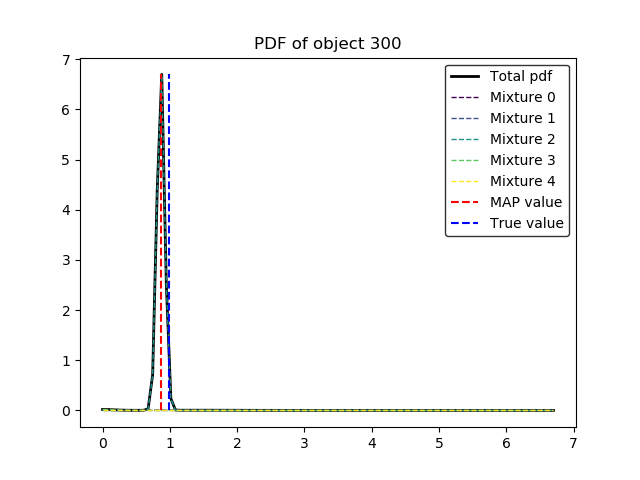 PDF of object 300
7
6
5
4
3
2
1
0
0 1 2 3 4 5 6 7
Total pdf
Mixture 0
Mixture 1
Mixture 2
Mixture 3
Mixture 4
MAP value
True value